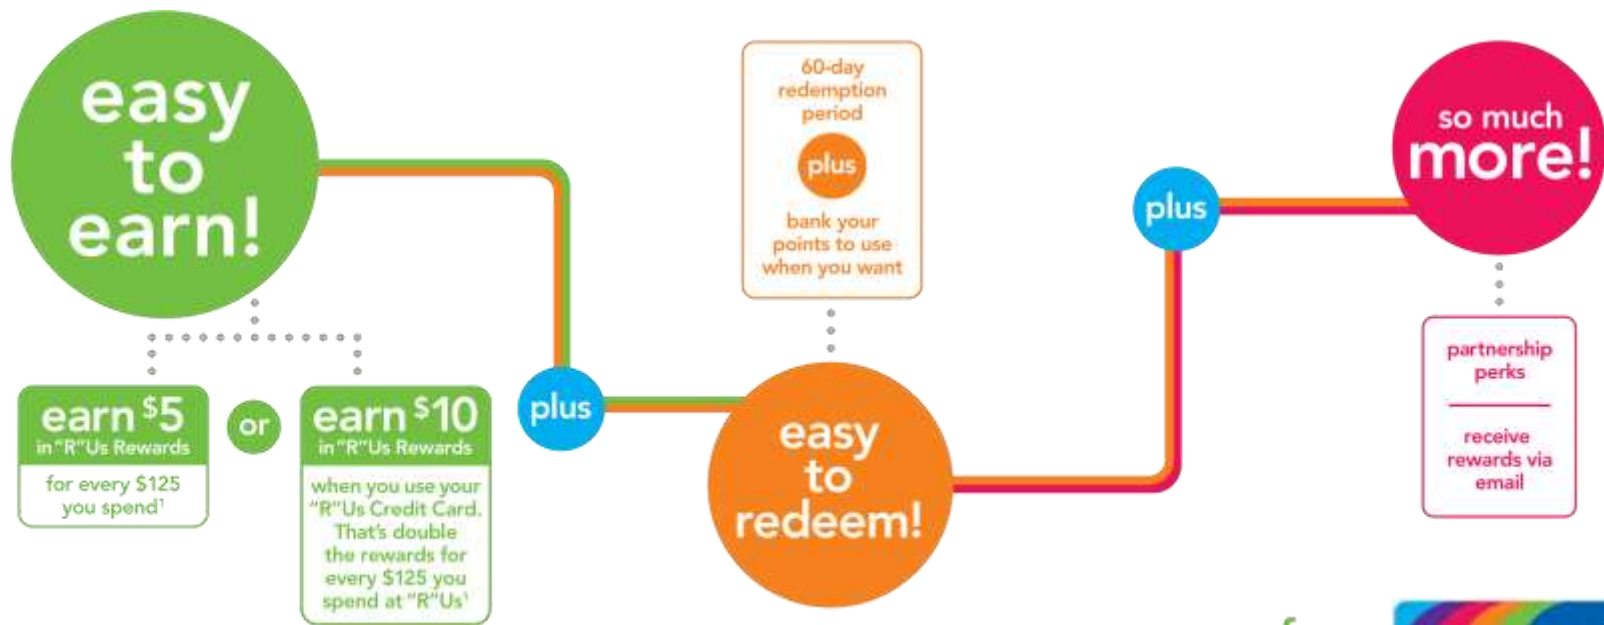 easy
to
earn!
earn $5
in "R"Us Rewards
for every $125
you spend¹
or
earn $10
in "R"Us Rewards
when you use your
"R"Us Credit Card.
That's double
the rewards for
every $125 you
spend at "R"Us¹
plus
60-day
redemption
period
plus
bank your
points to use
when you want
easy
to
redeem!
plus
so much
more!
partnership
perks
receive
rewards via
email